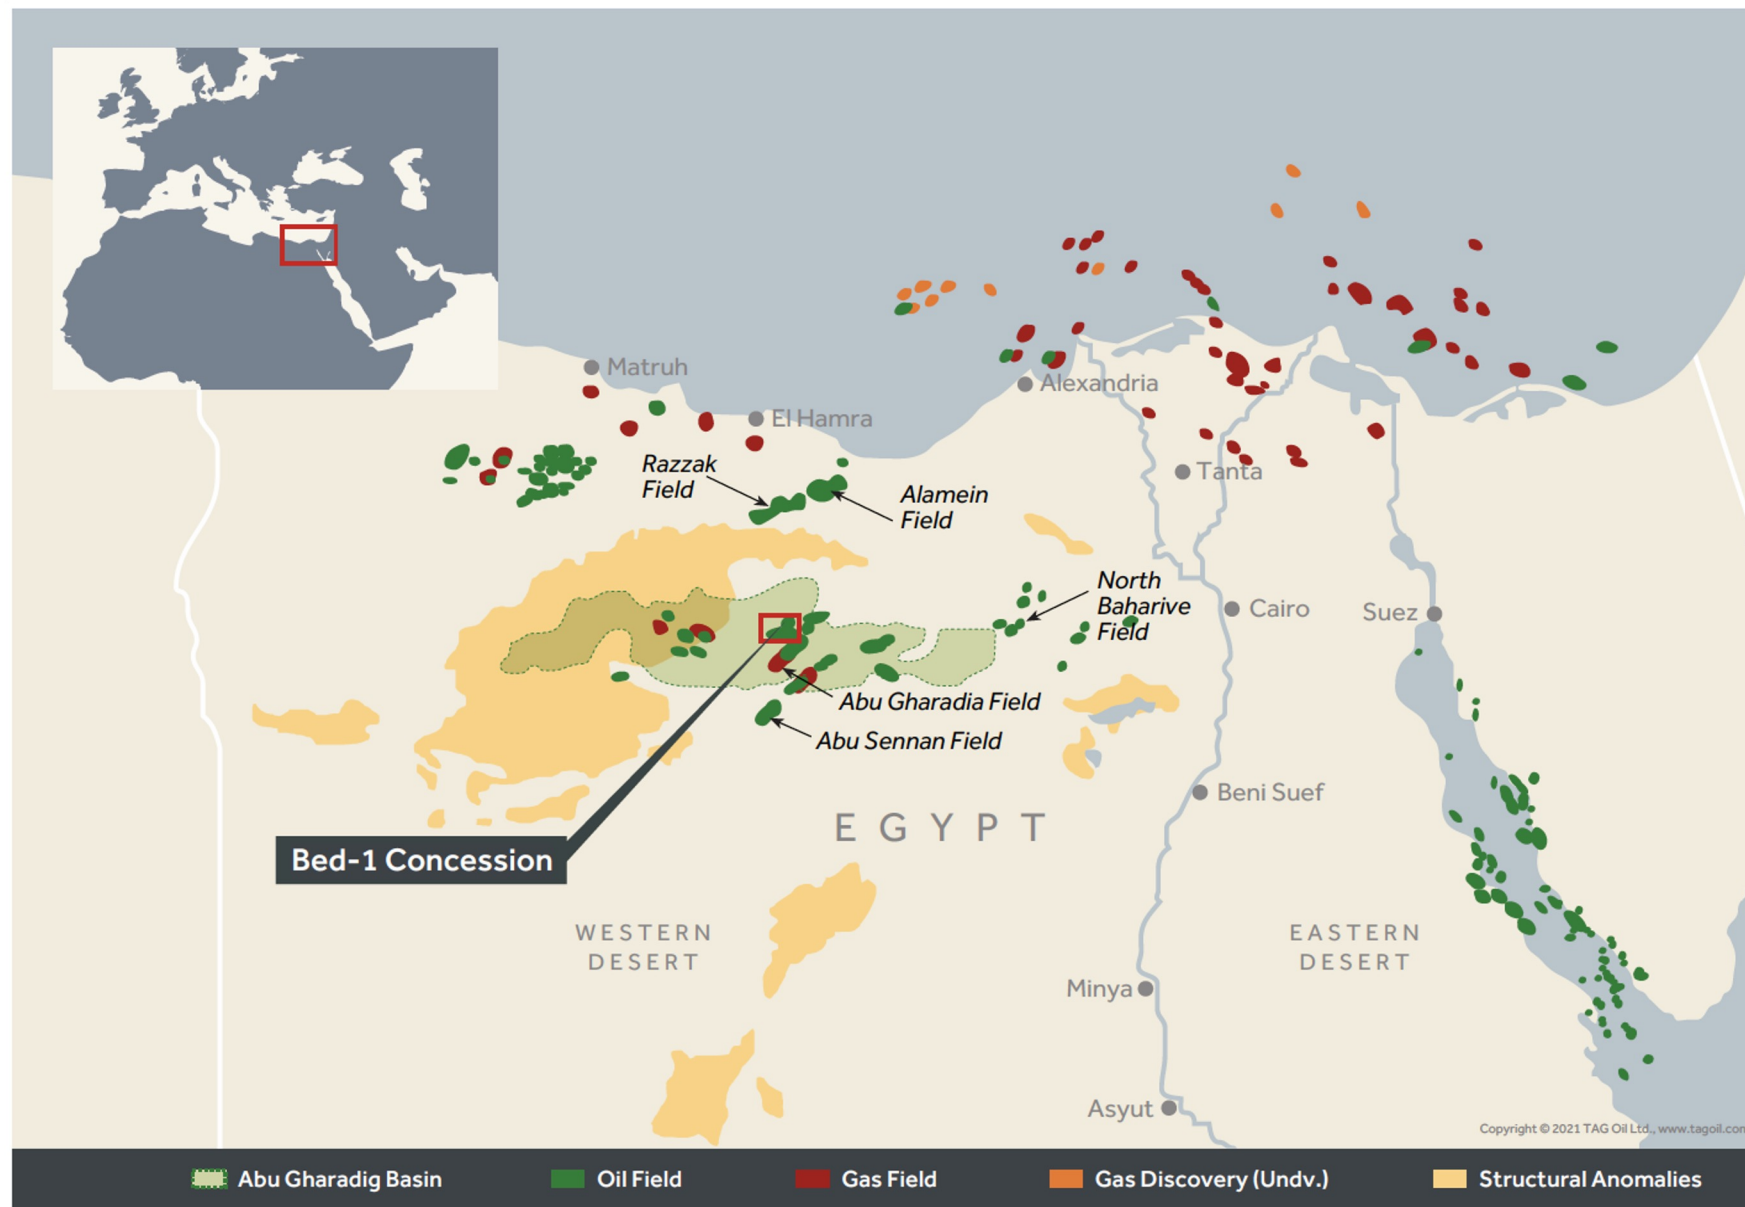 Matruh
El Hamra
Alexandria
Tanta
Razzak
Field
Alamein
Field
North
Baharive
Field
Cairo
Suez
Abu Gharadia Field
Abu Sennan Field
Beni Suef
EGYPT
Bed-1 Concession
WESTERN
DESERT
EASTERN
DESERT
Minya
Asyut
Copyright © 2021 TAG Oil Ltd., www.tagoil.com
Abu Gharadig Basin
Oil Field
Gas Field
Gas Discovery (Undv.)
Structural Anomalies